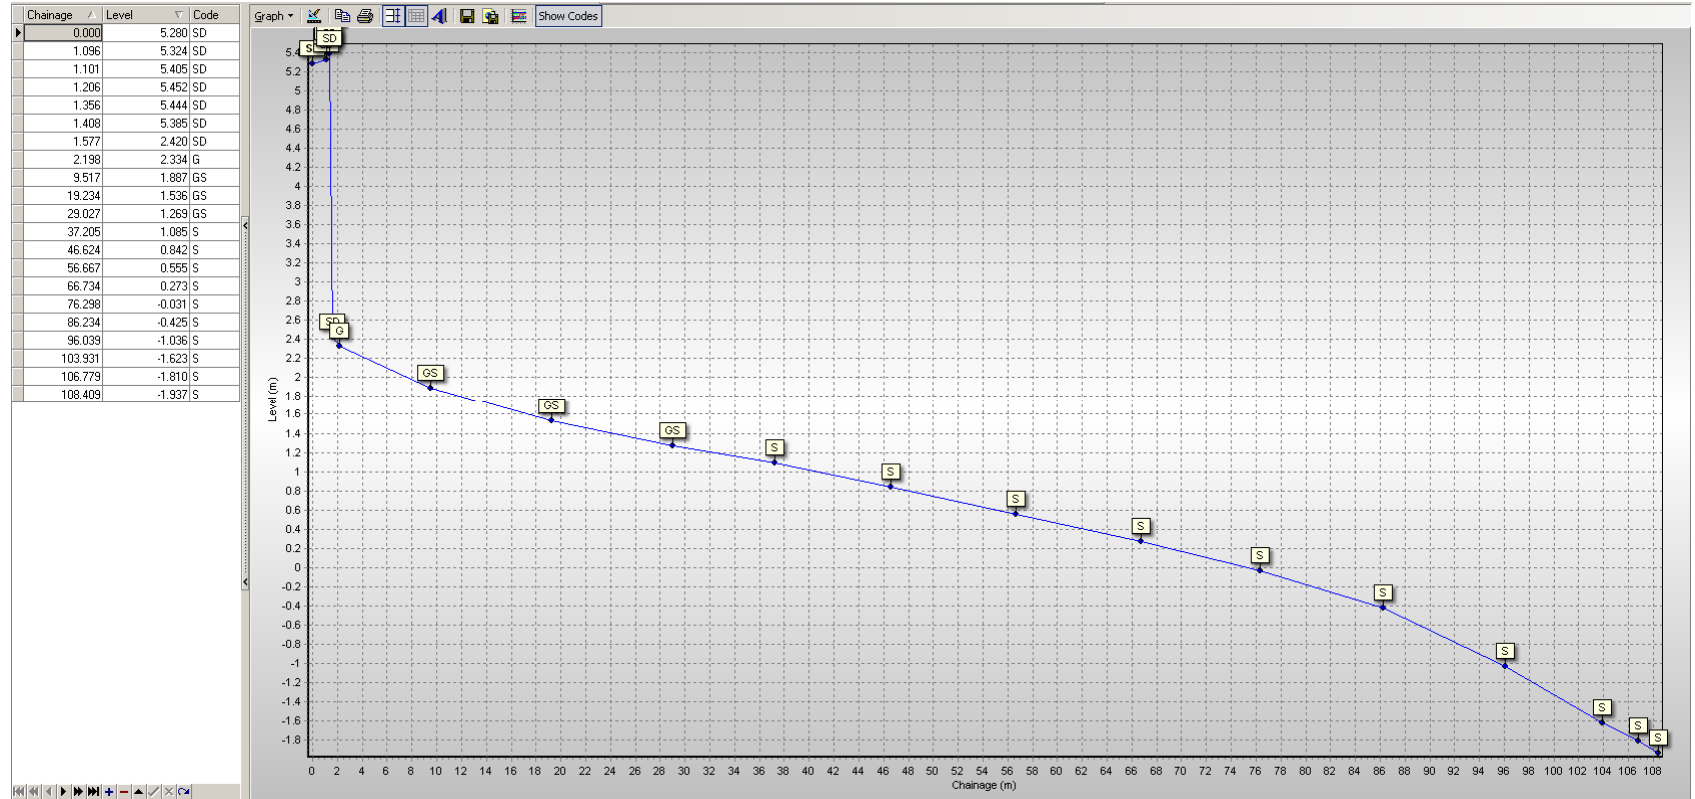 Chainage Level Code
0.000 5.280 SD
1.096 5.324 SD
1.101 5.405 SD
1.206 5.452 SD
1.356 5.444 SD
1.408 5.385 SD
1.577 2.420 SD
2.198 2.334 G
9.517 1.887 GS
19.234 1.536 GS
29.027 1.269 GS
37.205 1.085 S
46.624 0.842 S
56.667 0.555 S
66.734 0.273 S
76.298 -0.031 S
86.234 -0.425 S
96.039 -1.036 S
103.931 -1.623 S
106.779 -1.810 S
108.409 -1.937 S
Graph Show Codes
SD
5.4
5.2
5
4.8
4.6
4.4
4.2
4
3.8
3.6
3.4
3.2
3
2.8
2.6
2.4
2.2
2
1.8
1.6
1.4
1.2
1
0.8
0.6
0.4
0.2
0
-0.2
-0.4
-0.6
-0.8
-1
-1.2
-1.4
-1.6
-1.8
Level (m)
SD
G
GS
GS
GS
S
S
S
S
S
S
S
S
S
S
0 2 4 6 8 10 12 14 16 18 20 22 24 26 28 30 32 34 36 38 40 42 44 46 48 50 52 54 56 58 60 62 64 66 68 70 72 74 76 78 80 82 84 86 88 90 92 94 96 98 100 102 104 106 108
Chainage (m)